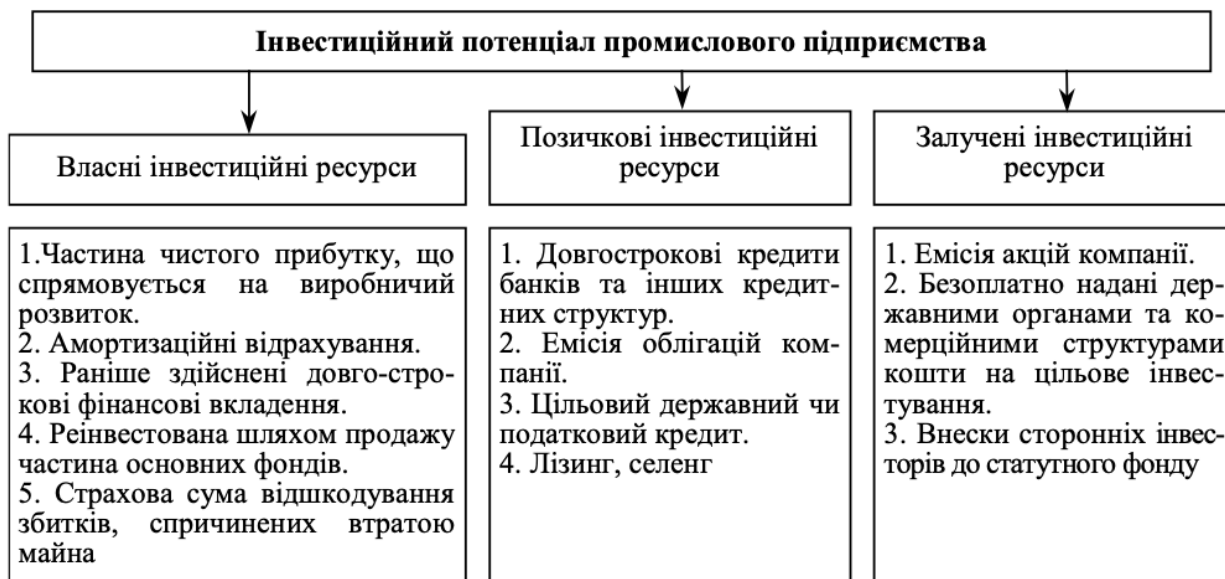 Інвестиційний потенціал промислового підприємства
Власні інвестиційні ресурси
Позичкові інвестиційні
ресурси
Залучені інвестиційні
ресурси
1.Частина чистого прибутку, що
спрямовується на виробничий
розвиток.
2. Амортизаційні відрахування.
3. Раніше здійснені довго-стро-
кові фінансові вкладення.
4. Реінвестована шляхом продажу
частина основних фондів.
5. Страхова сума відшкодування
збитків, спричинених втратою
майна
1. Довгострокові кредити
банків та інших кредит-
них структур.
2. Емісія облігацій ком-
панії.
3. Цільовий державний чи
податковий кредит.
4. Лізинг, селенг
1. Емісія акцій компанії.
2. Безоплатно надані дер-
жавними органами та ко-
мерційними структурами
кошти на цільове інвес-
тування.
3. Внески сторонніх інвес-
торів до статутного фонду